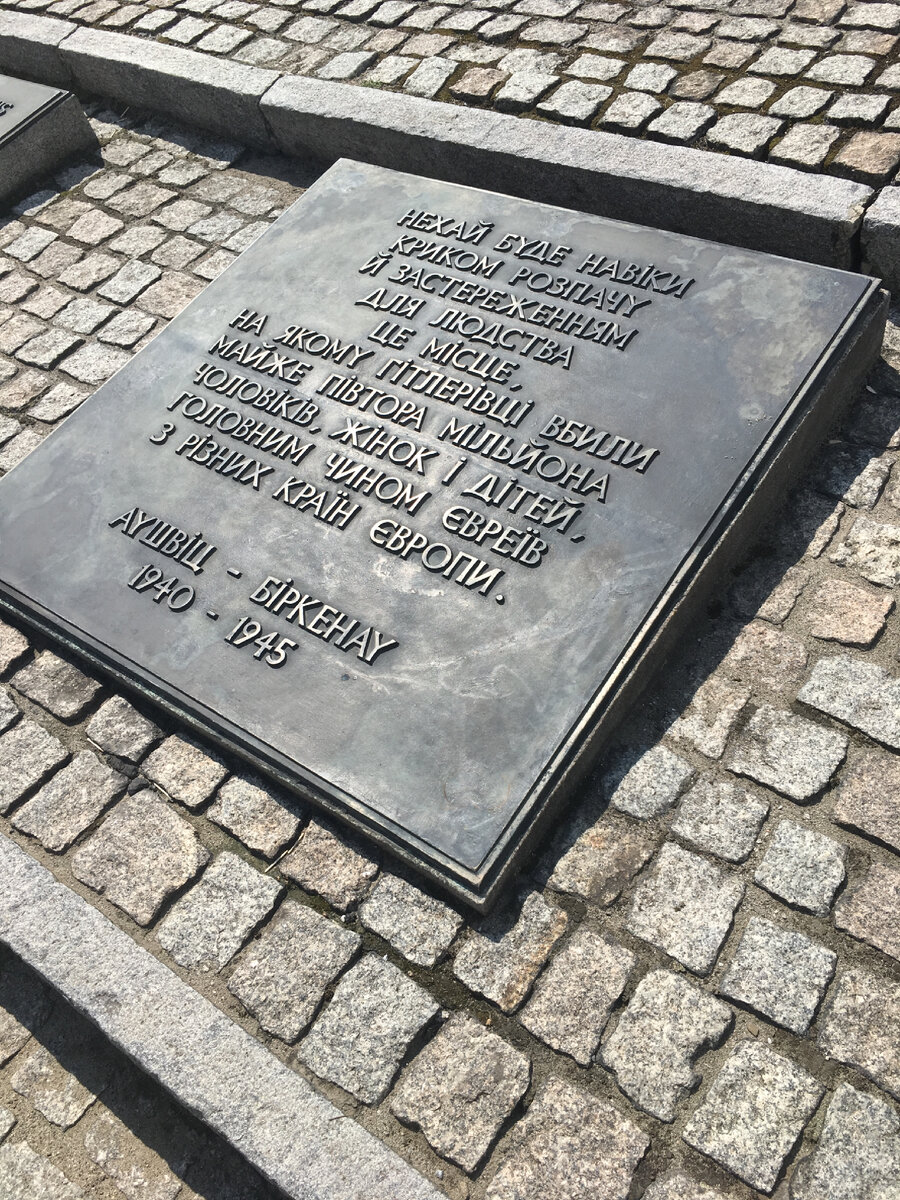 НЕХАЙ БУДЕ НАВІКИ
КРИКОМ РОЗПАЧУ
Й ЗАСТЕРЕЖЕННЯМ
ДЛЯ ЛЮДСТВА
ЦЕ МІСЦЕ,
НА ЯКОМУ ГІТЛЕРІВЦІ ВБИЛИ
МАЙЖЕ ПІВТОРА МІЛЬЙОНА
ЧОЛОВІКІВ, ЖІНОК І ДІТЕЙ,
ГОЛОВНИМ ЧИНОМ ЄВРЕЇВ
З РІЗНИХ КРАЇН ЄВРОПИ.
АУШВІЦ - БІРКЕНАУ
1940 - 1945